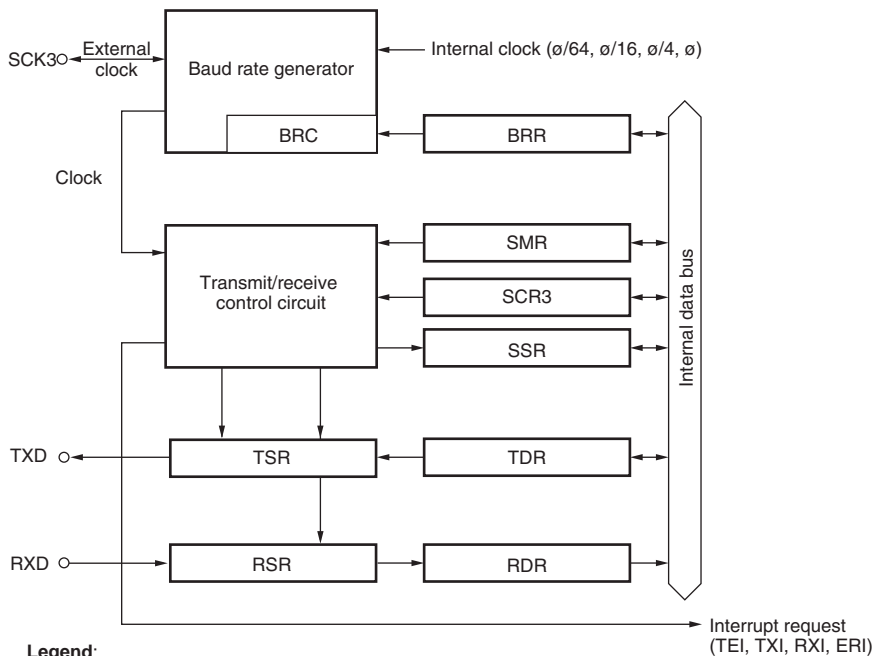 SCK3
External
clock
Baud rate generator
Internal clock (ø/64, ø/16, ø/4, ø)
BRC
BRR
Clock
Transmit/receive
control circuit
SMR
SCR3
SSR
Internal data bus
TXD
TSR
TDR
RXD
RSR
RDR
Interrupt request
(TEI, TXI, RXI, ERI)
Legend: